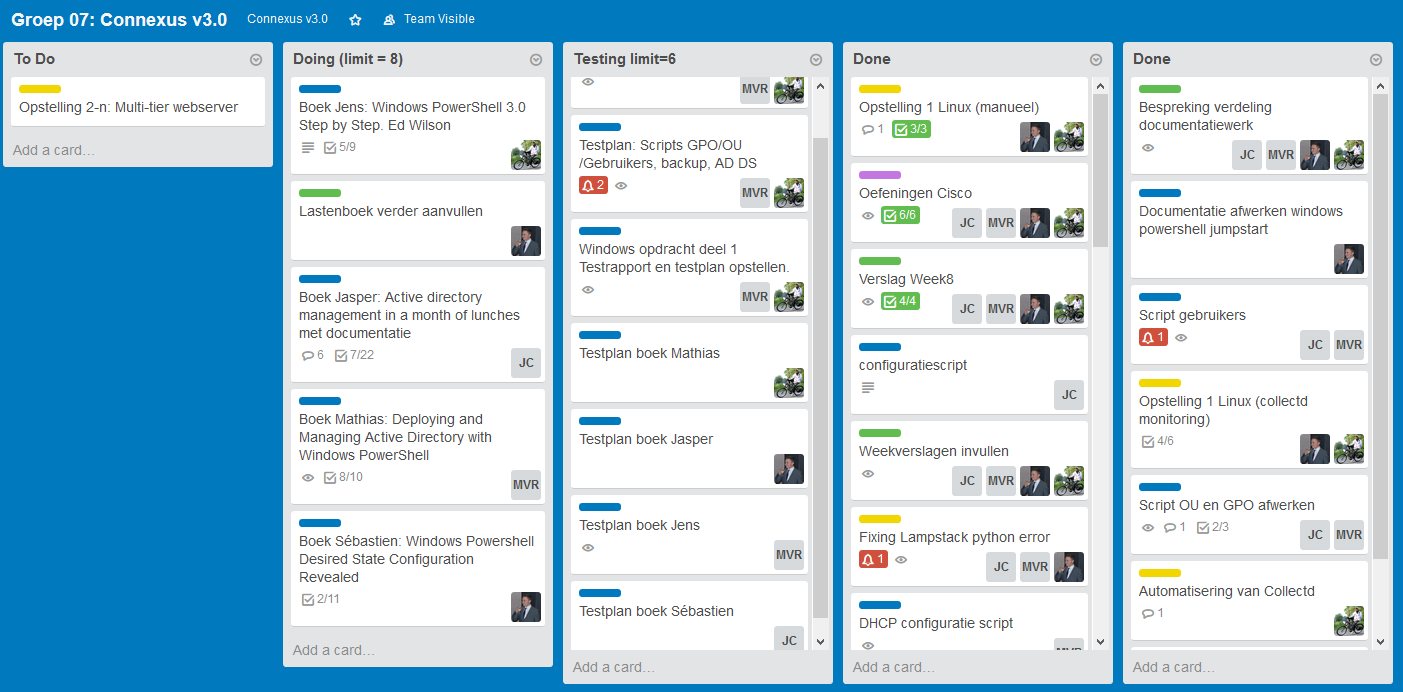 Groep 07: Connexus v3.0
Connexus v3.0
Team Visible
To Do
Opstelling 2-n: Multi-tier webserver
Add a card…
Doing (limit = 8)
Boek Jens: Windows PowerShell 3.0
Step by Step. Ed Wilson
5/9
Lastenboek verder aanvullen
Boek Jasper: Active directory
management in a month of lunches
met documentatie
6
7/22
JC
Boek Mathias: Deploying and
Managing Active Directory with
Windows PowerShell
8/10
MVR
Boek Sébastien: Windows Powershell
Desired State Configuration
Revealed
2/11
Add a card…
Testing limit=6
MVR
Testplan: Scripts GPO/OU
/Gebruikers, backup, AD DS
2
MVR
Windows opdracht deel 1
Testrapport en testplan opstellen.
MVR
Testplan boek Mathias
Testplan boek Jasper
Testplan boek Jens
MVR
Testplan boek Sébastien
JC
Add a card…
Done
Opstelling 1 Linux (manueel)
1
3/3
Oefeningen Cisco
6/6
JC
MVR
Verslag Week8
4/4
JC
MVR
configuratiescript
JC
Weekverslagen invullen
JC
MVR
Fixing Lampstack python error
1
JC
MVR
DHCP configuratie script
MVR
Add a card…
Done
Bespreking verdeling
documentatiewerk
JC
MVR
Documentatie afwerken windows
powershell jumpstart
Script gebruikers
1
JC
MVR
Opstelling 1 Linux (collectd
monitoring)
4/6
Script OU en GPO afwerken
1
2/3
JC
MVR
Automatisering van Collectd
1
Add a card…